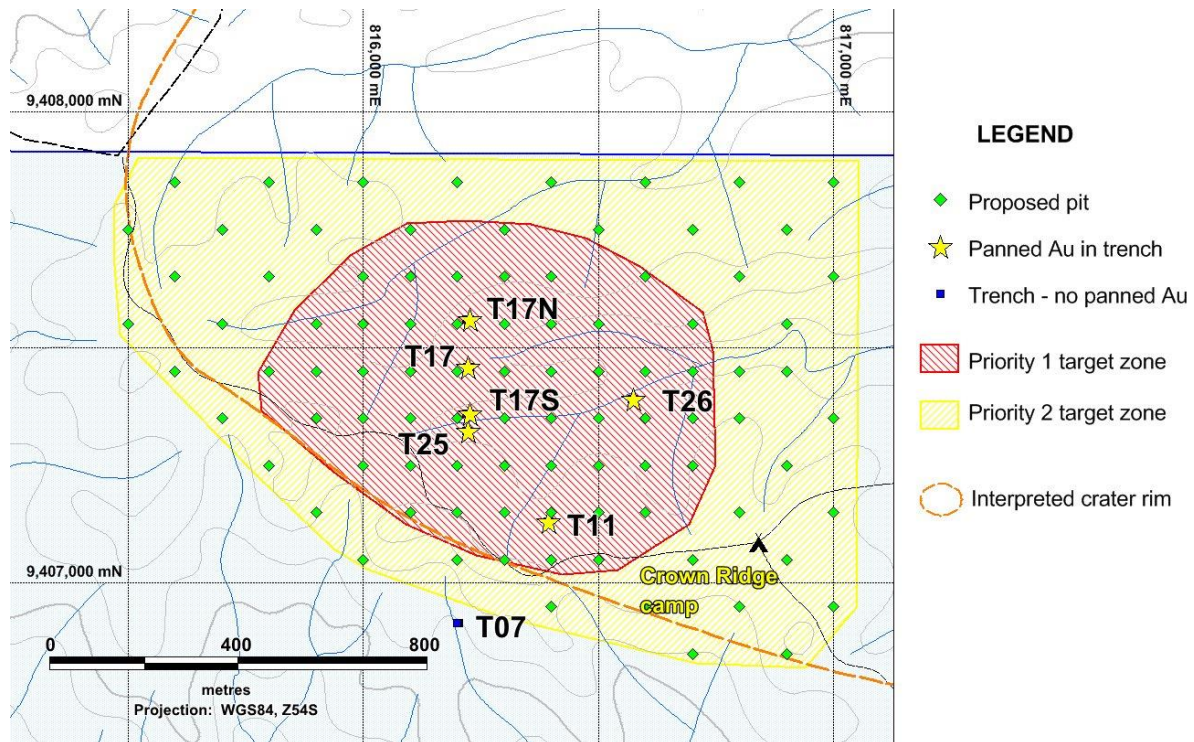 816,000 mE
817,000 mE
9,408,000 mN
T17N
T17
T17S
T26
T25
T11
9,407,000 mN
Crown Ridge
camp
T07
0 400 800
metres
Projection: WGS84, Z54S
LEGEND
Proposed pit
Panned Au in trench
Trench - no panned Au
Priority 1 target zone
Priority 2 target zone
Interpreted crater rim